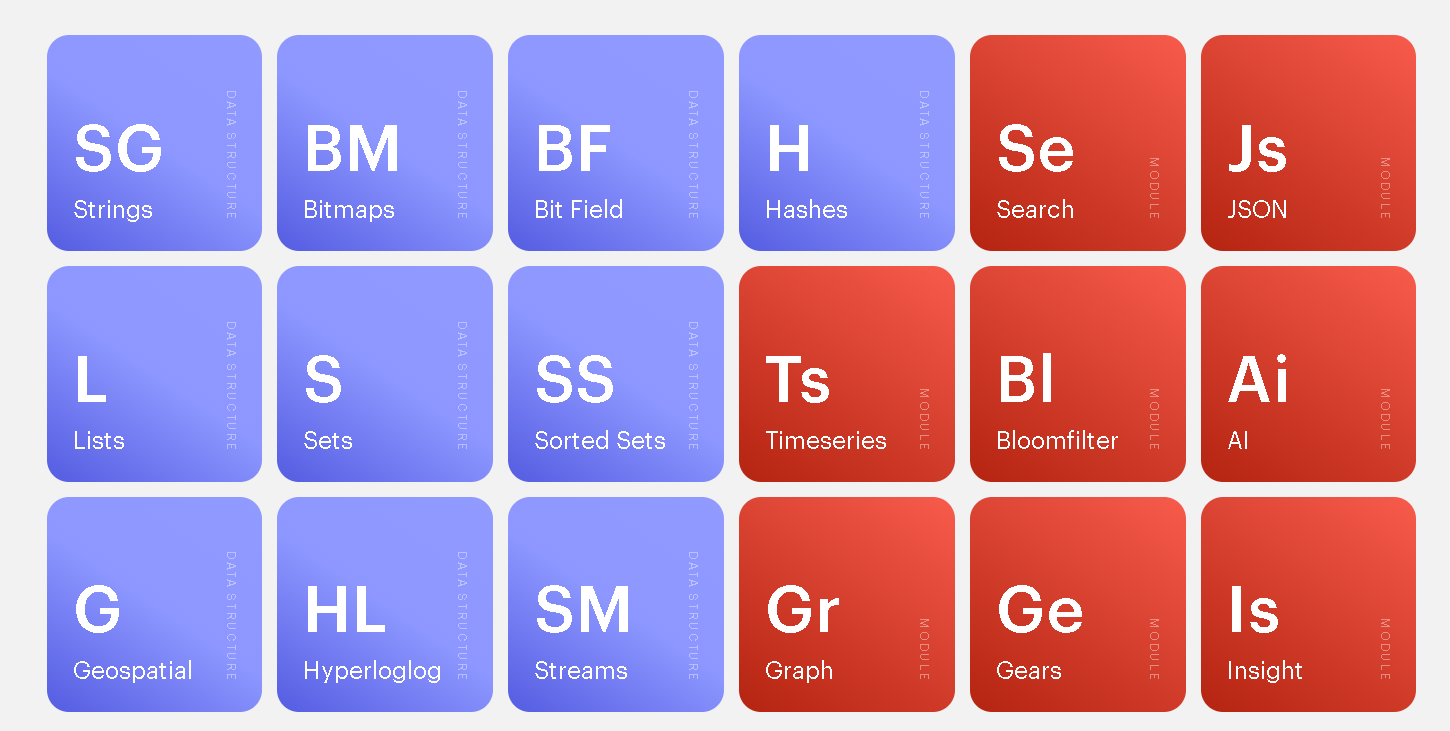 SG
Strings
DATA STRUCTURE
BM
Bitmaps
DATA STRUCTURE
BF
Bit Field
DATA STRUCTURE
H
Hashes
DATA STRUCTURE
Se
Search
MODULE
Js
JSON
MODULE
L
Lists
DATA STRUCTURE
S
Sets
DATA STRUCTURE
SS
Sorted Sets
DATA STRUCTURE
Ts
Timeseries
MODULE
Bl
Bloomfilter
MODULE
Ai
AI
MODULE
G
Geospatial
DATA STRUCTURE
HL
Hyperloglog
DATA STRUCTURE
SM
Streams
DATA STRUCTURE
Gr
Graph
MODULE
Ge
Gears
MODULE
Is
Insight
MODULE